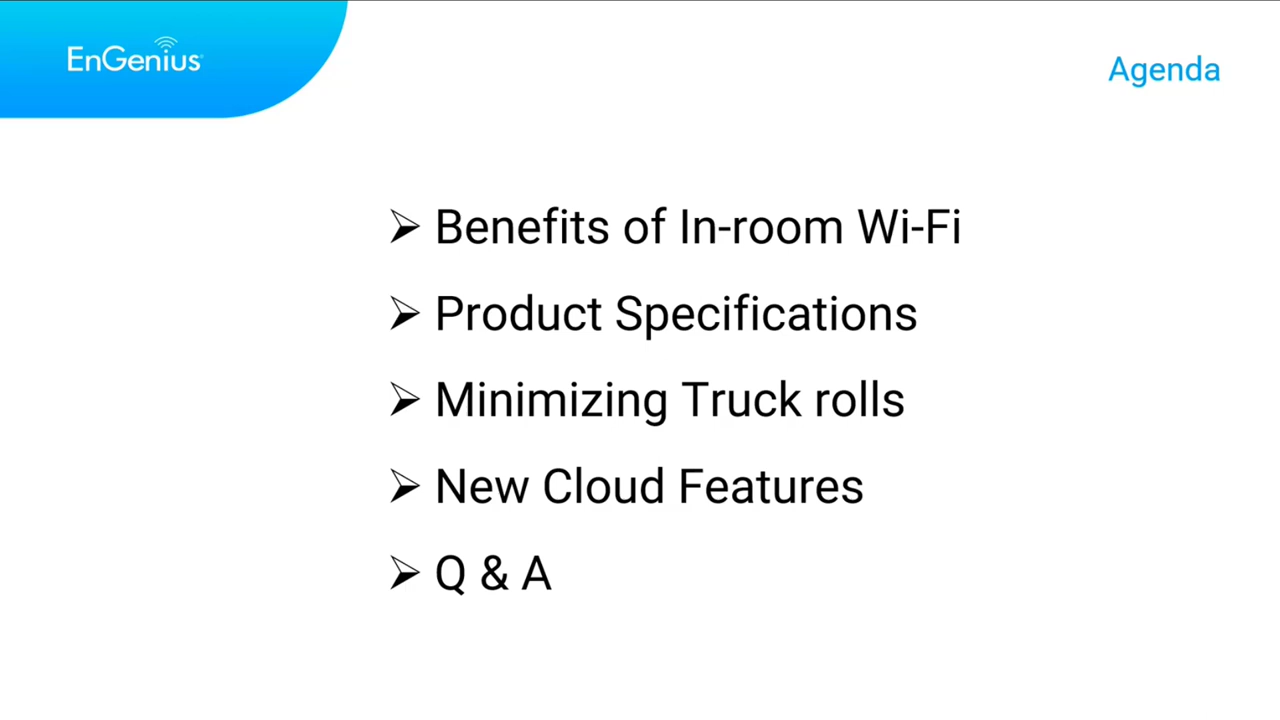 EnGenius
Agenda
Benefits of In-room Wi-Fi
Product Specifications
Minimizing Truck rolls
New Cloud Features
Q & A